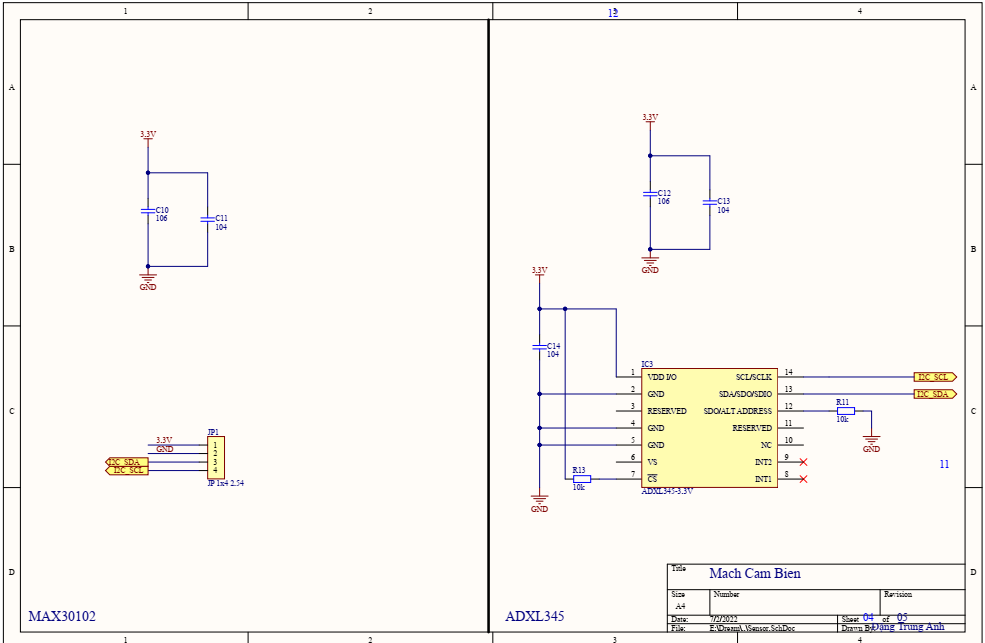 1 2 3 4
12
A A
3.3V
C10
106
C11
104
GND
3.3V
C12
106
C13
104
GND
B B
3.3V
C14
104
IC3
1 VDD I/O SCL/SCLK 14 I2C_SCL
2 GND SDA/SDO/SDIO 13 I2C_SDA
3 RESERVED SDO/ALT ADDRESS 12
4 GND RESERVED 11
5 GND NC 10
6 VS INT2 9
7 CS INT1 8
ADXL345-3.3V
R11
10k
GND
R13
10k
GND
11
C C
JP1
3.3V 1
GND 2
I2C_SDA 3
I2C_SCL 4
JP 1x4 2.54
D D
MAX30102
ADXL345
Title Mach Cam Bien
Size Number Revision
A4
Date: 7/2/2022 Sheet 04 of 05
File: E:\Dream\..\Sensor.SchDoc Drawn By: Dang Trung Anh
1 2 3 4